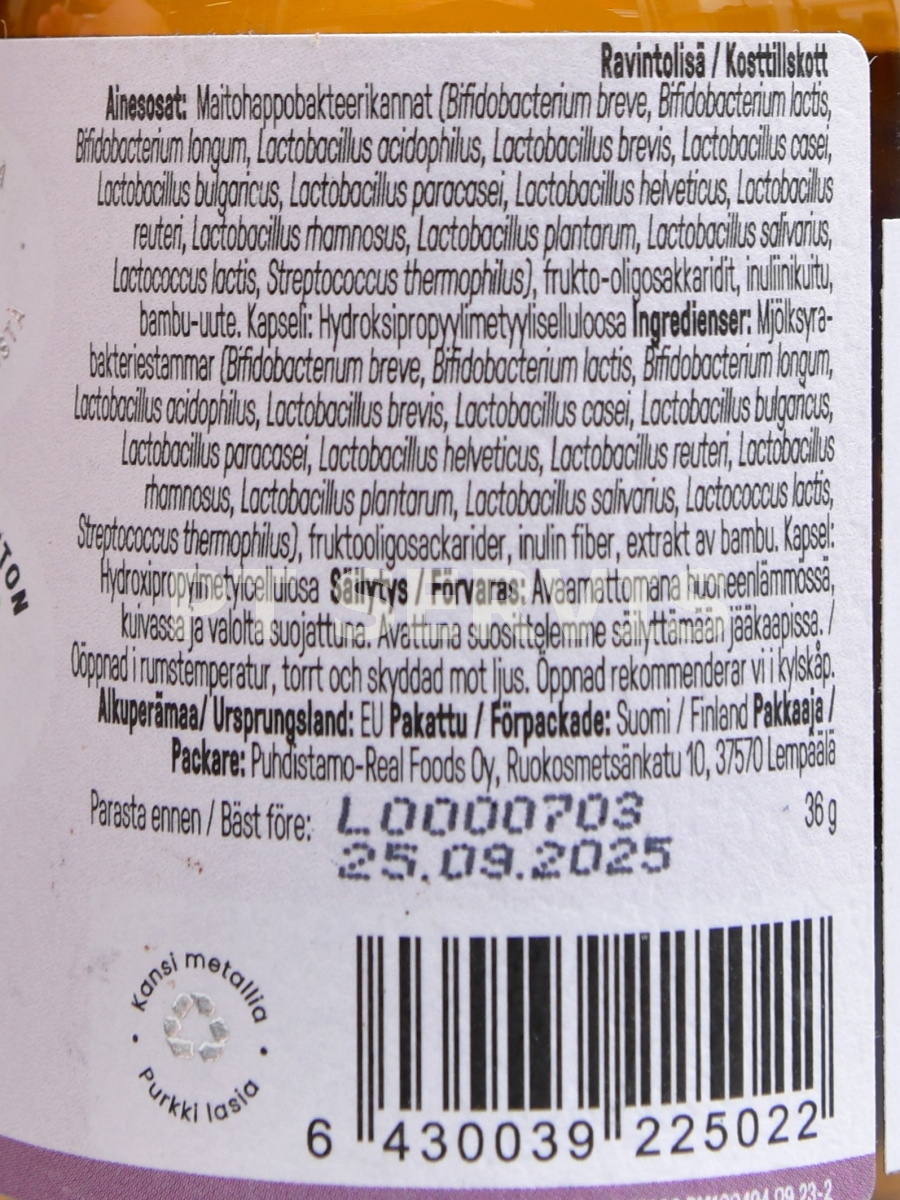 Ravintolisä / Kosttillskott
Ainesosat: Maitohappobakteerikannat (Bifidobacterium breve, Bifidobacterium lactis,
Bifidobacterium longum, Lactobacillus acidophilus, Lactobacillus brevis, Lactobacillus casei,
Lactobacillus bulgaricus, Lactobacillus paracasei, Lactobacillus helveticus, Lactobacillus
reuteri, Lactobacillus rhamnosus, Lactobacillus plantarum, Lactobacillus salivarius,
Lactococcus lactis, Streptococcus thermophilus), frukto-oligosakkaridit, inuliinikuitu,
bambu-uute. Kapseli: Hydroksipropyylimetyyliselluloosa Ingredienser: Mjölksyra-
bakteriestammar (Bifidobacterium breve, Bifidobacterium lactis, Bifidobacterium longum,
Lactobacillus acidophilus, Lactobacillus brevis, Lactobacillus casei, Lactobacillus bulgaricus,
Lactobacillus paracasei, Lactobacillus helveticus, Lactobacillus reuteri, Lactobacillus
rhamnosus, Lactobacillus plantarum, Lactobacillus salivarius, Lactococcus lactis,
Streptococcus thermophilus), fruktooligosackarider, inulin fiber, extrakt av bambu. Kapsel:
Hydroxipropylmetylcellulosa Säilytys / Förvaras: Avaamattomana huoneenlämmössä,
kuivassa ja valolta suojattuna. Avattuna suosittelemme säilyttämään jääkaapissa. /
Oöppnad i rumstemperatur, torrt och skyddad mot ljus. Öppnad rekommenderar vi i kylskåp.
Alkuperämaa/ Ursprungsland: EU Pakattu / Förpackade: Suomi / Finland Pakkaaja /
Packare: Puhdistamo-Real Foods Oy, Ruokosmetsänkatu 10, 37570 Lempäälä
Parasta ennen / Bäst före: L0000703 36 g
25.09.2025
Kansi metallia
Purkki lasia
6 430039 225022
PT SERVIS
TON